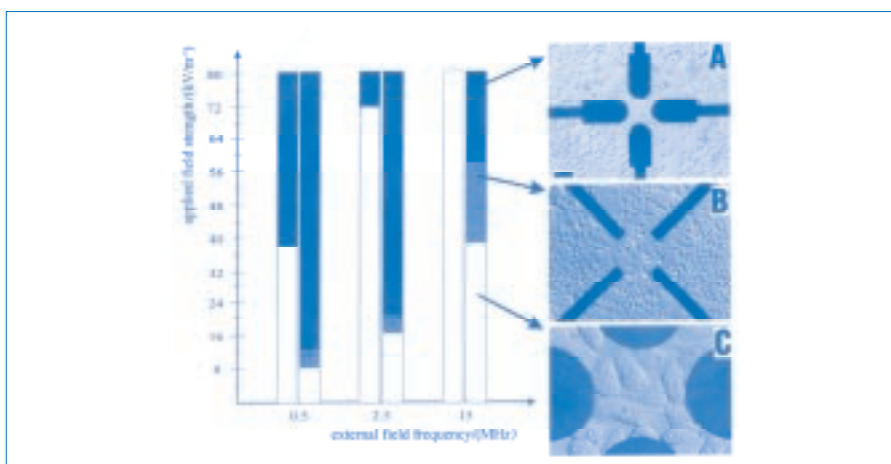 applied field strength/(kV/m)
80
72
64
56
48
40
32
24
16
8
0.5 2.5 15
external field frequency/(MHz)
A
B
C